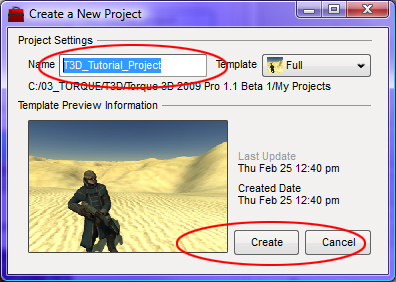 Create a New Project
Project Settings
Name T3D_Tutorial_Project Template Full
C:/03_TORQUE/T3D/Torque 3D 2009 Pro 1.1 Beta 1/My Projects
Template Preview Information
Last Update
Thu Feb 25 12:40 pm
Created Date
Thu Feb 25 12:40 pm
Create Cancel